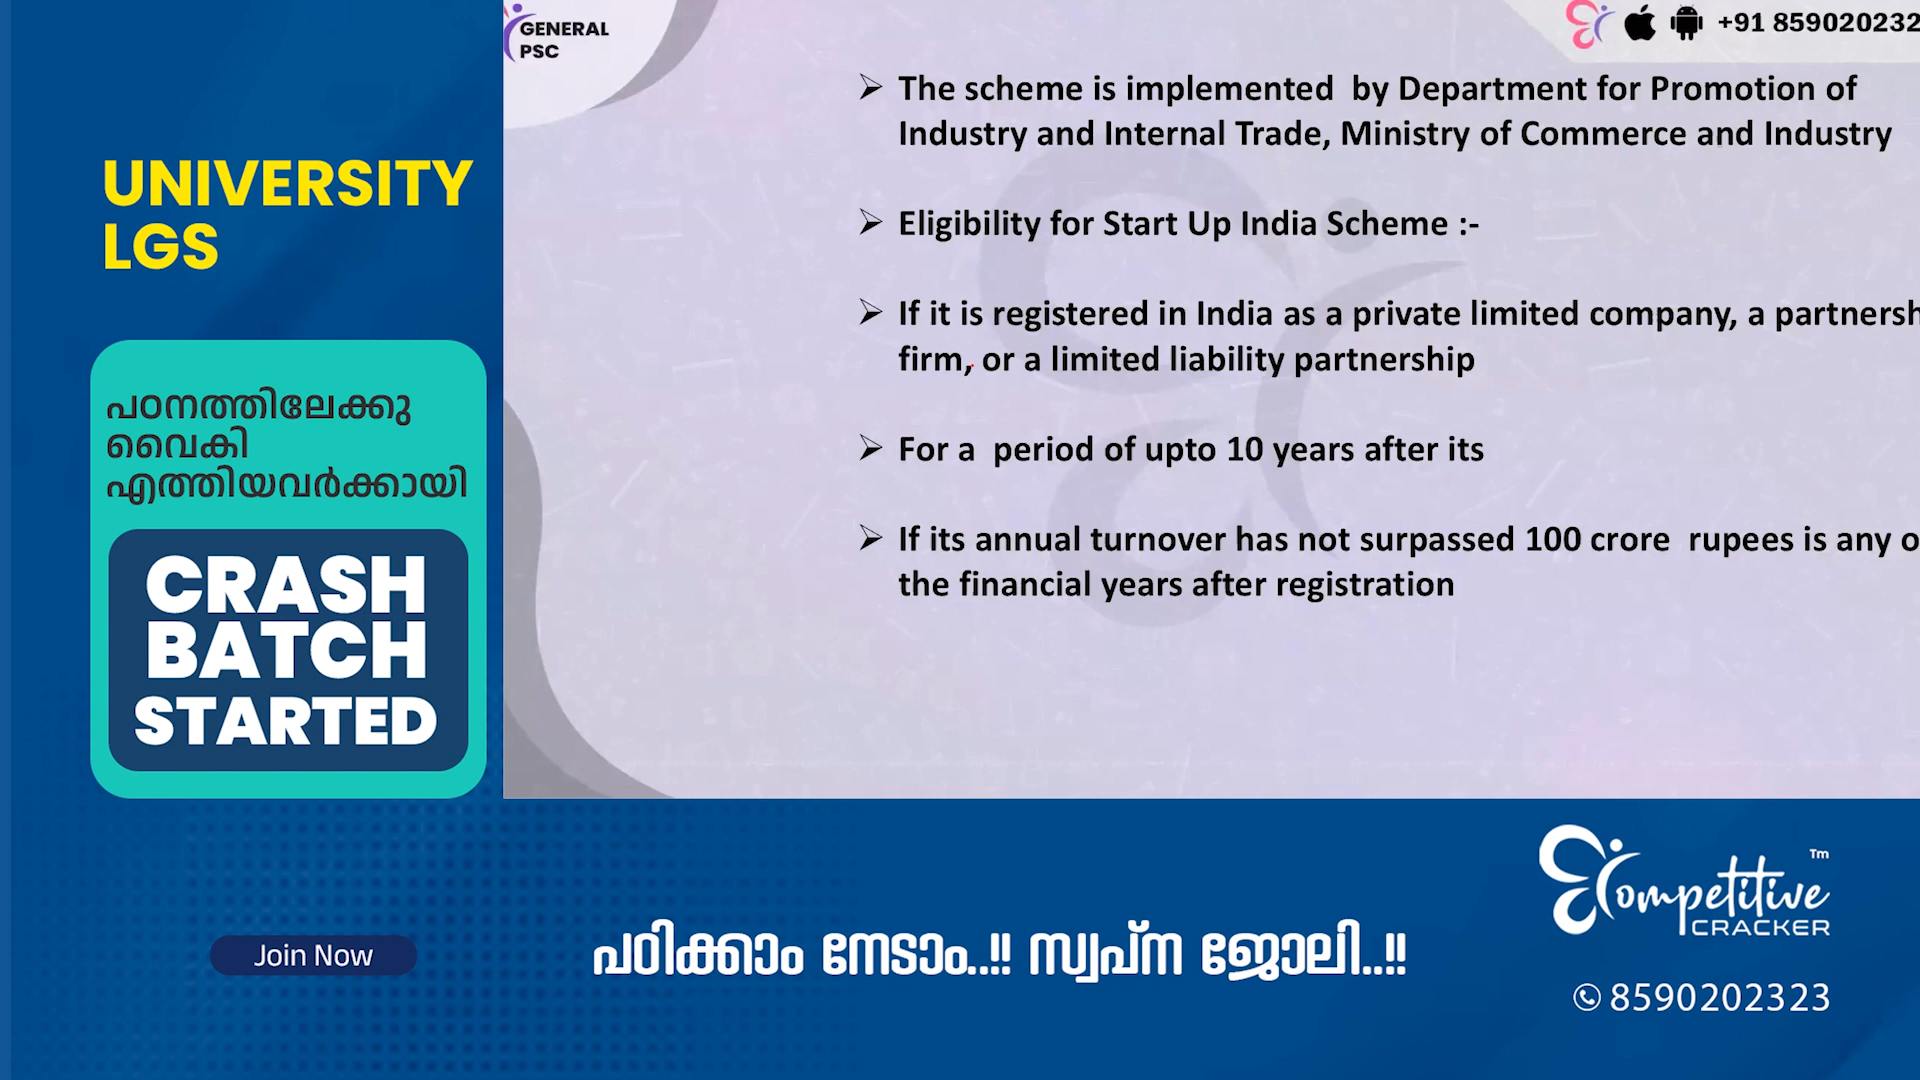 GENERAL
PSC
+91 859020232
The scheme is implemented by Department for Promotion of
Industry and Internal Trade, Ministry of Commerce and Industry
Eligibility for Start Up India Scheme :-
If it is registered in India as a private limited company, a partnersh
firm, or a limited liability partnership
For a period of upto 10 years after its
If its annual turnover has not surpassed 100 crore rupees is any o
the financial years after registration
UNIVERSITY
LGS
പഠനത്തിലേക്കു
വൈകി
എത്തിയവർക്കായി
CRASH
BATCH
STARTED
Join Now
പഠിക്കാം നേടാം..!! സ്വപ്ന ജോലി..!!
Competitive Tm
CRACKER
8590202323